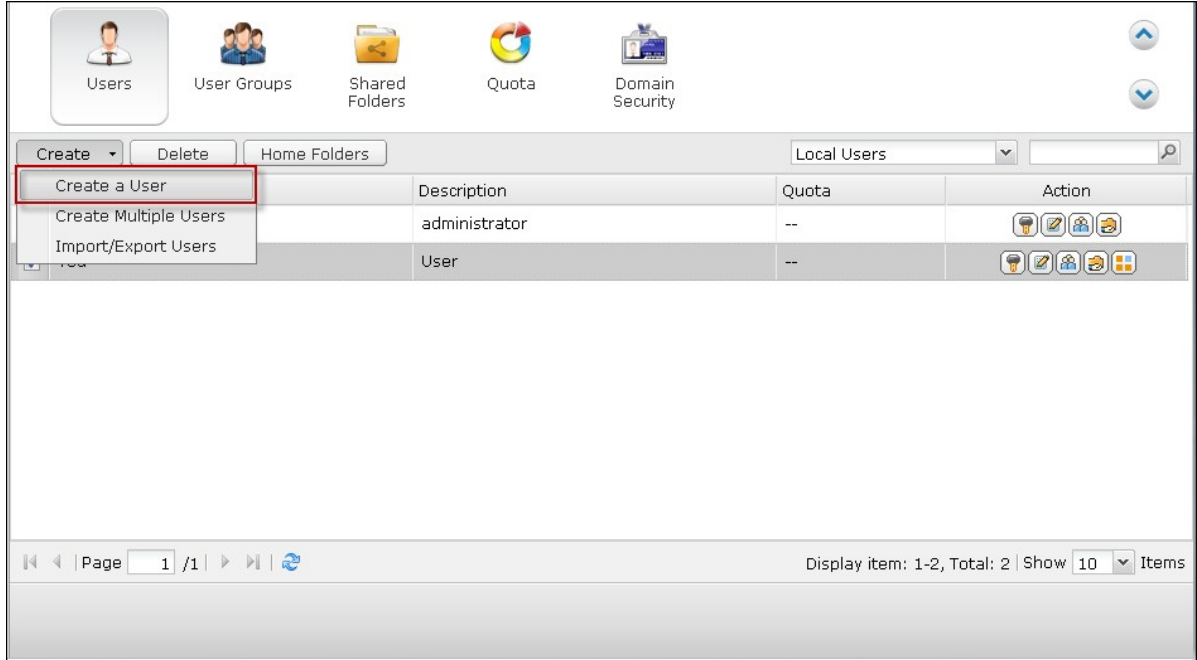 Users
User Groups
Shared
Folders
Quota
Domain
Security
Create
Delete
Home Folders
Local Users
Create a User
Create Multiple Users
Import/Export Users
Description
Quota
Action
administrator
--
User
--
Page 1 /1
Display item: 1-2, Total: 2 Show 10 Items